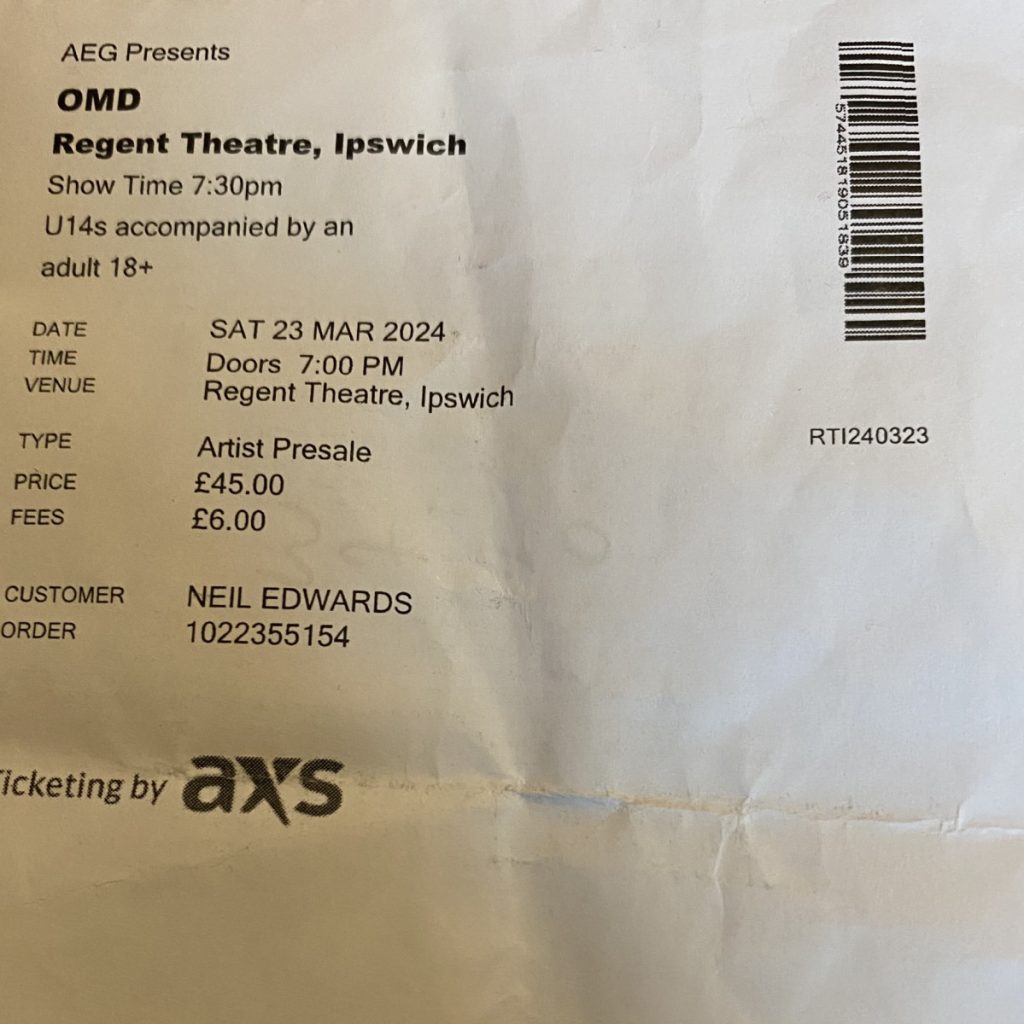 AEG Presents
OMD
Regent Theatre, Ipswich
Show Time 7:30pm
U14s accompanied by an
adult 18+
DATE SAT 23 MAR 2024
TIME Doors 7:00 PM
VENUE Regent Theatre, Ipswich
TYPE Artist Presale
PRICE £45.00
FEES £6.00
CUSTOMER NEIL EDWARDS
ORDER 1022355154
Ticketing by axs
574451819051839
RTI240323